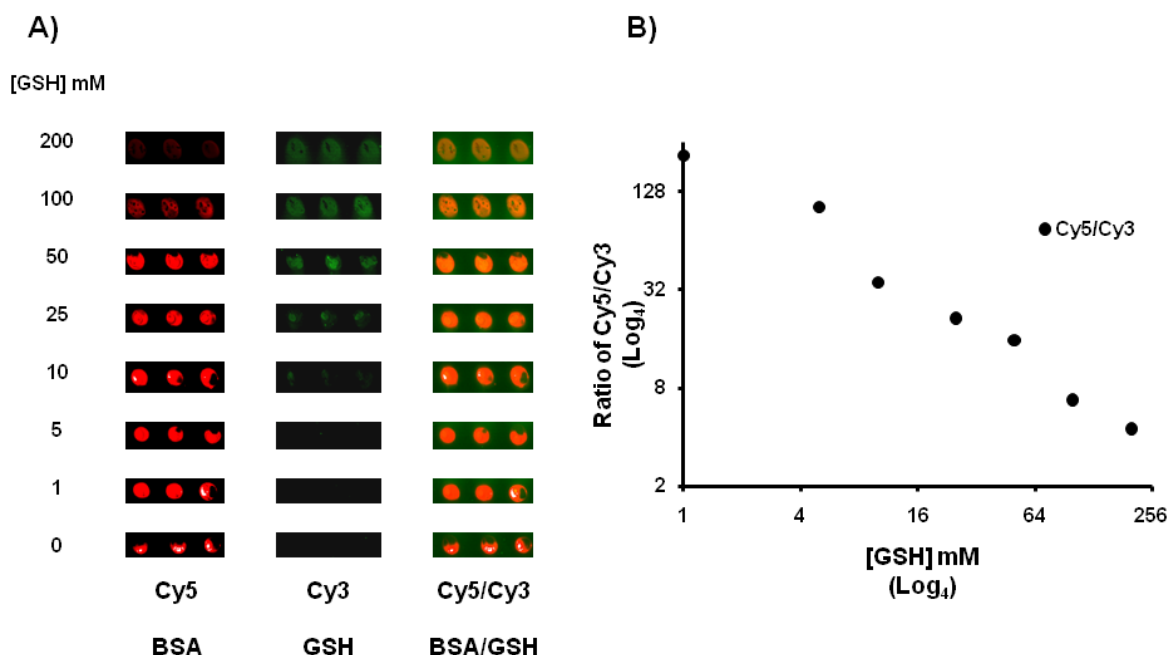 A)
[GSH] mM
200
100
50
25
10
5
1
0
Cy5 Cy3 Cy5/Cy3
BSA GSH BSA/GSH
B)
Ratio of Cy5/Cy3
(Log₄)
128
32
8
2
1 4 16 64 256
Cy5/Cy3
[GSH] mM
(Log₄)